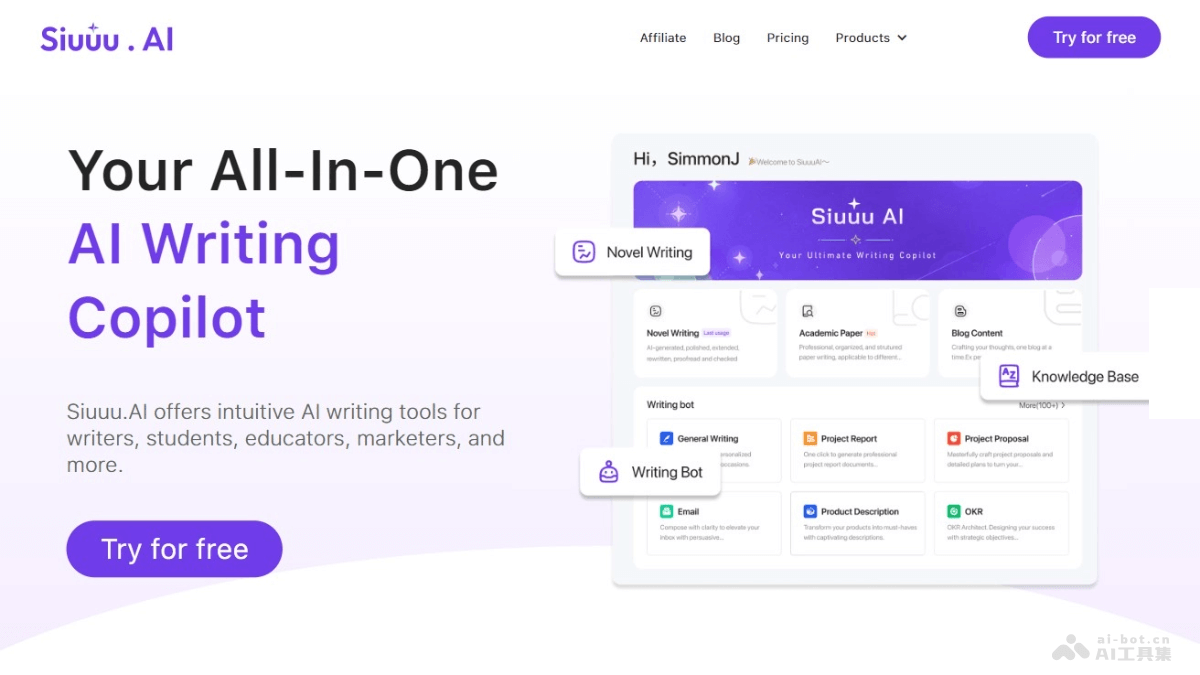 Siuuu . AI
Affiliate
Blog
Pricing
Products
Try for free
Your All-In-One
AI Writing
Copilot
Siuuu.AI offers intuitive AI writing tools for
writers, students, educators, marketers, and
more.
Try for free
Hi，SimmonJ
Welcome to SiuuuAI～
Siuuu AI
Your Ultimate Writing Copilot
Novel Writing
Novel Writing Last usage
AI-generated, polished, extended,
rewritten, proofread and checked
Academic Paper Hot
Professional, organized, and strutured
paper writing, applicable to different...
Blog Content
Crafting your thoughts, one blog at a
time.Ex pe
Knowledge Base
Writing bot
More(100+)
General Writing
ersonalized
occasions.
Project Report
One click to generate professional
project report documents...
Project Proposal
Masterfully craft project proposals and
detailed plans to turn your...
Writing Bot
Email
Compose with clarity to elevate your
inbox with persuasive...
Product Description
Transform your products into must-haves
with captivating descriptions.
OKR
OKR Architect. Designing your success
with strategic objectives...
ai-bot.cn
AI工具集